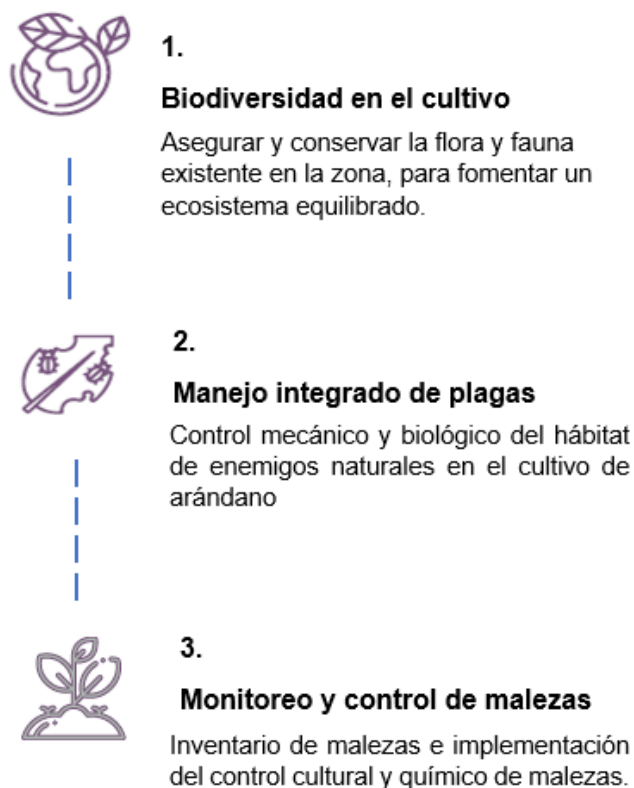 1.
Biodiversidad en el cultivo
Asegurar y conservar la flora y fauna
existente en la zona, para fomentar un
ecosistema equilibrado.
2.
Manejo integrado de plagas
Control mecánico y biológico del hábitat
de enemigos naturales en el cultivo de
arándano
3.
Monitoreo y control de malezas
Inventario de malezas e implementación
del control cultural y químico de malezas.